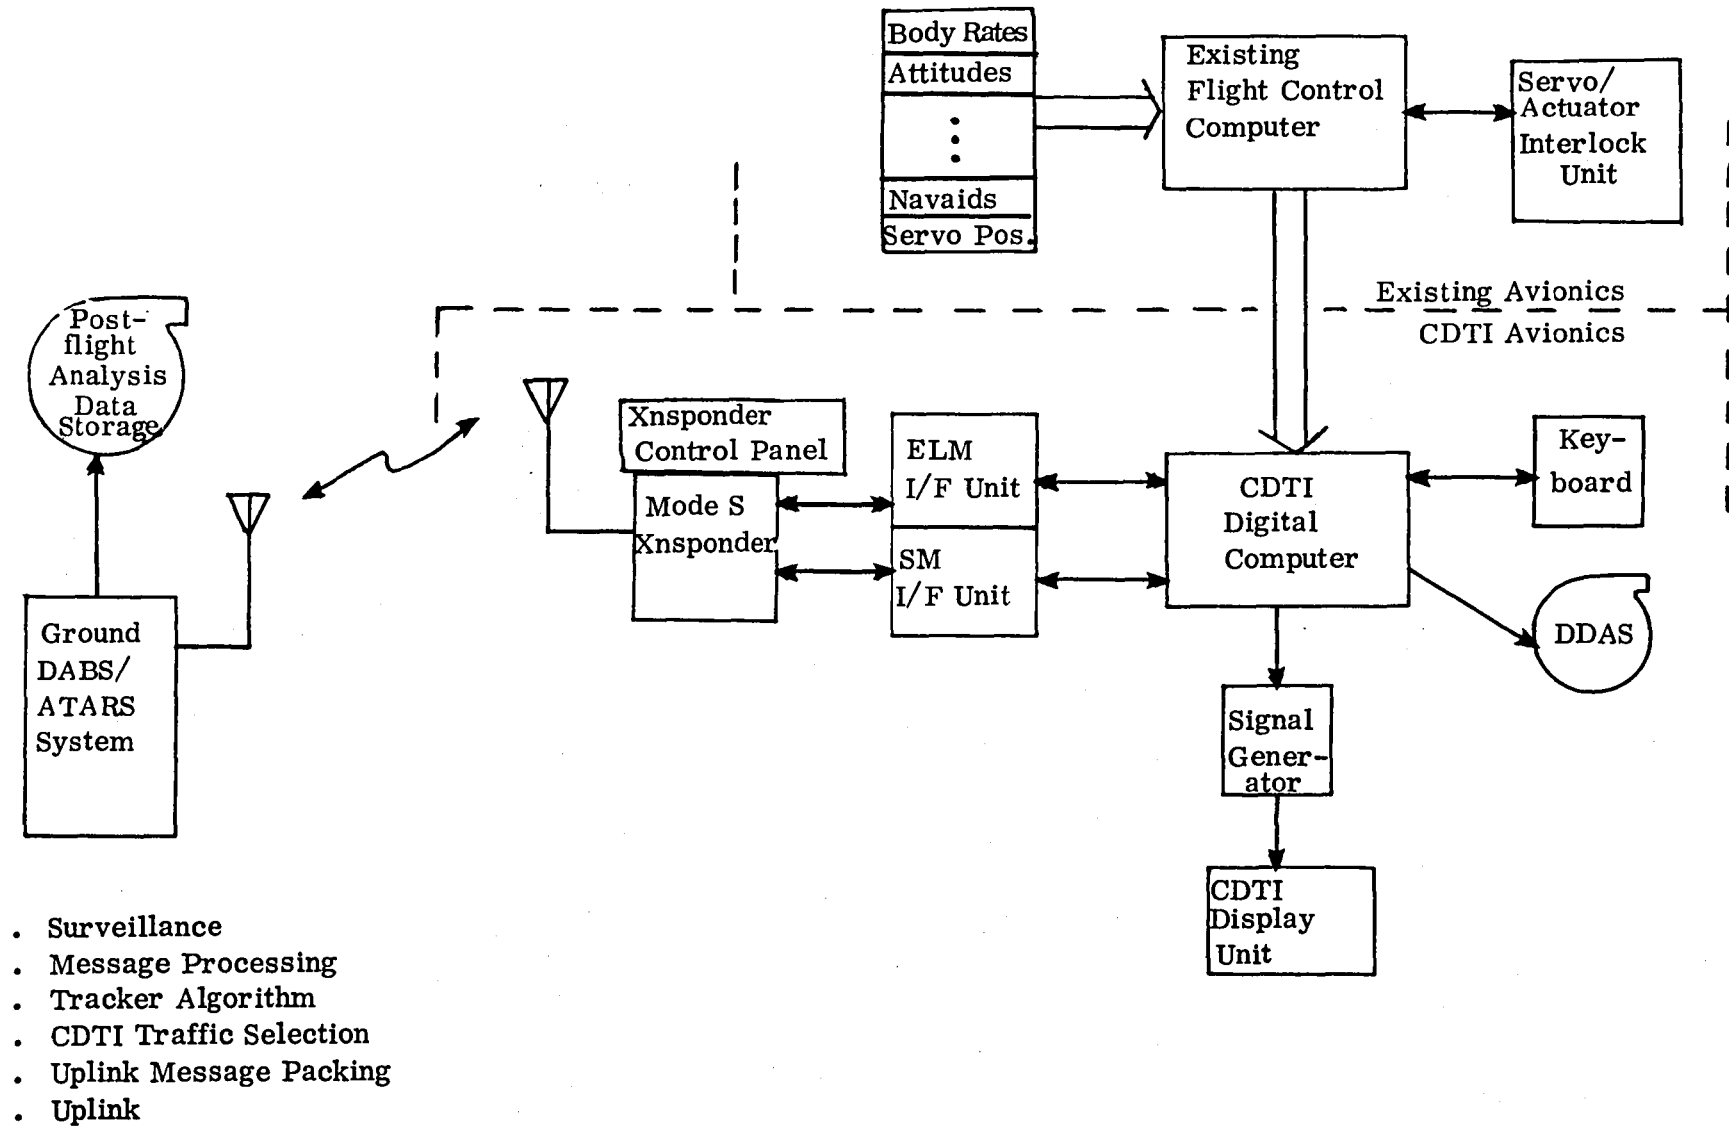 Body Rates
Attitudes
Navaids
Servo Pos.
Existing
Flight Control
Computer
Servo/
Actuator
Interlock
Unit
Existing Avionics
CDTI Avionics
Post-
flight
Analysis
Data
Storage
Xnsponder
Control Panel
Mode S
Xnsponder
ELM
I/F Unit
SM
I/F Unit
CDTI
Digital
Computer
Key-
board
DDAS
Ground
DABS/
ATARS
System
Signal
Gener-
ator
CDTI
Display
Unit
. Surveillance
. Message Processing
. Tracker Algorithm
. CDTI Traffic Selection
. Uplink Message Packing
. Uplink